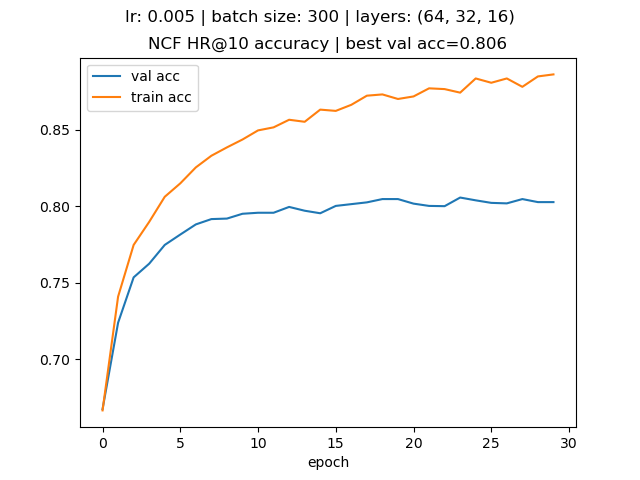 lr: 0.005 | batch size: 300 | layers: (64, 32, 16)
NCF HR@10 accuracy | best val acc=0.806
val acc
train acc
0.85
0.80
0.75
0.70
0 5 10 15 20 25 30
epoch